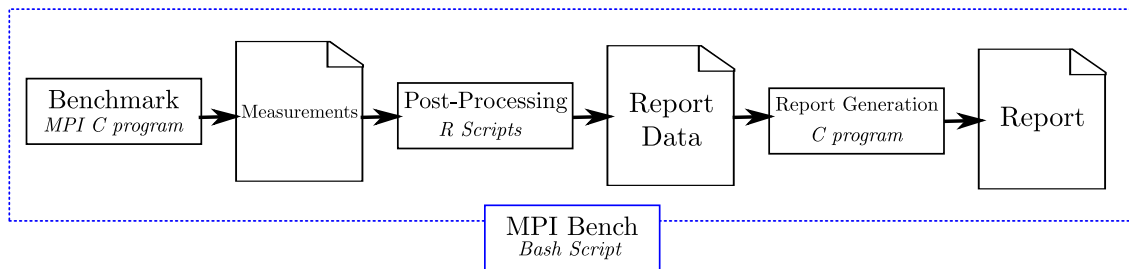 Benchmark
MPI C program
Measurements
Post-Processing
R Scripts
Report
Data
Report Generation
C program
Report
MPI Bench
Bash Script